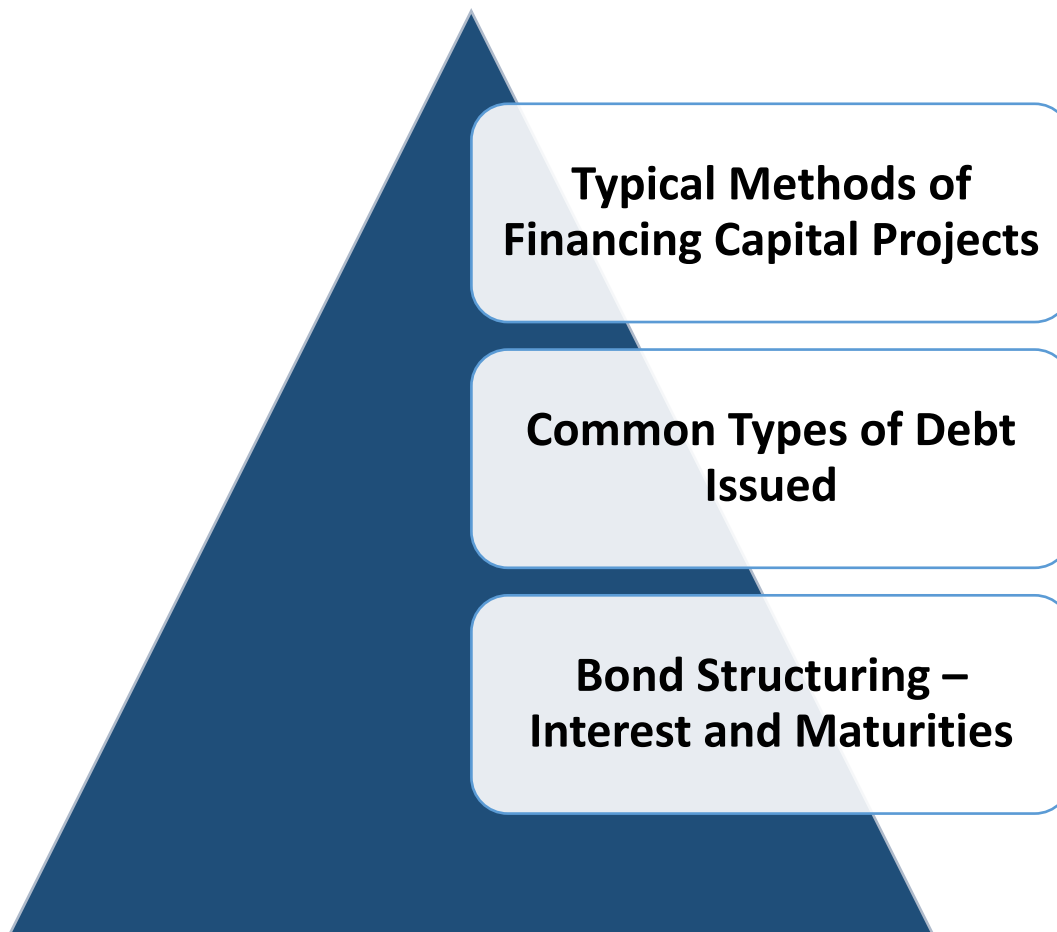 Typical Methods of
Financing Capital Projects
Common Types of Debt
Issued
Bond Structuring –
Interest and Maturities